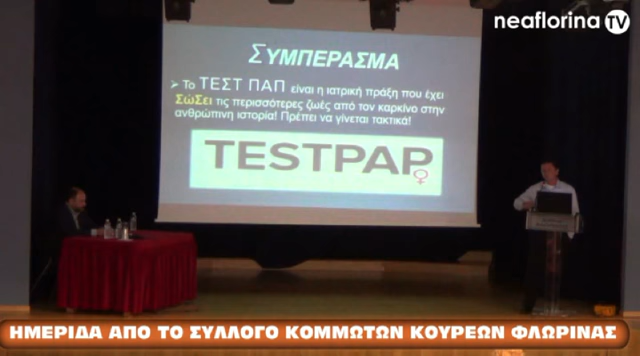 neaflorina TV
ΣΥΜΠΕΡΑΣΜΑ
➢ Το ΤΕΣΤ ΠΑΠ είναι η ιατρική πράξη που έχει
ΣώΣει τις περισσότερες ζωές από τον καρκίνο στην
ανθρώπινη ιστορία! Πρέπει να γίνεται τακτικά!
TESTPAP
ΗΜΕΡΙΔΑ ΑΠΟ ΤΟ ΣΥΛΛΟΓΟ ΚΟΜΜΩΤΩΝ ΚΟΥΡΕΩΝ ΦΛΩΡΙΝΑΣ